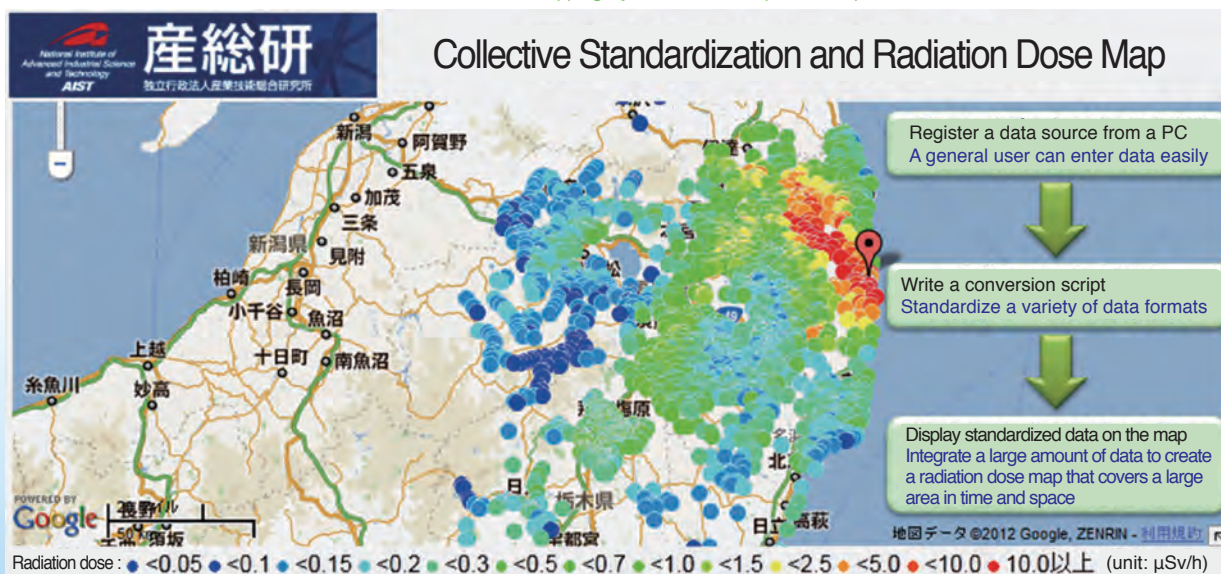 National Institute of
Advanced Industrial Science
and Technology
AIST
産総研
独立行政法人産業技術総合研究所
Collective Standardization and Radiation Dose Map
Register a data source from a PC
A general user can enter data easily
Write a conversion script
Standardize a variety of data formats
Display standardized data on the map
Integrate a large amount of data to create
a radiation dose map that covers a large
area in time and space
新潟
阿賀野
五泉
加茂
三条
新潟県
見附
柏崎
長岡
小千谷
魚沼
上越
十日町
南魚沼
糸魚川
妙高
栃木県
日立
高萩
POWERED BY
Google
地図データ ©2012 Google, ZENRIN - 利用規約
Radiation dose : <0.05 <0.1 <0.15 <0.2 <0.3 <0.5 <0.7 <1.0 <1.5 <2.5 <5.0 <10.0 10.0以上 (unit: μSv/h)